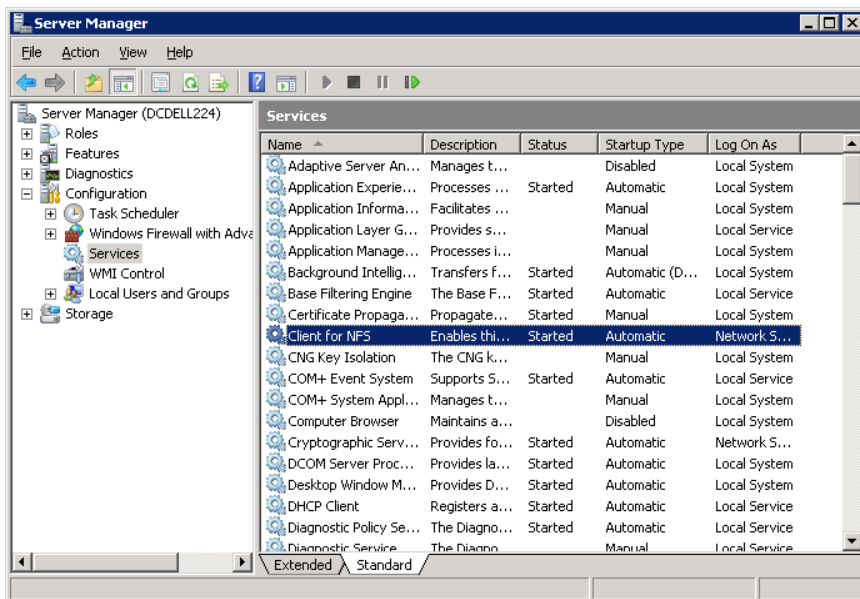 Server Manager
File Action View Help
Server Manager (DCDELL224)
Roles
Features
Diagnostics
Configuration
Task Scheduler
Windows Firewall with Adva
Services
WMI Control
Local Users and Groups
Storage
Services
Name Description Status Startup Type Log On As
Adaptive Server An... Manages t... Disabled Local System
Application Experie... Processes ... Started Automatic Local System
Application Informa... Facilitates ... Manual Local System
Application Layer G... Provides s... Manual Local Service
Application Manage... Processes i... Manual Local System
Background Intellig... Transfers f... Started Automatic (D... Local System
Base Filtering Engine The Base F... Started Automatic Local Service
Certificate Propaga... Propagate... Started Manual Local System
Client for NFS Enables thi... Started Automatic Network S...
CNG Key Isolation The CNG k... Manual Local System
COM+ Event System Supports S... Started Automatic Local Service
COM+ System Appl... Manages t... Manual Local System
Computer Browser Maintains a... Disabled Local System
Cryptographic Serv... Provides fo... Started Automatic Network S...
DCOM Server Proc... Provides la... Started Automatic Local System
Desktop Window M... Provides D... Started Automatic Local System
DHCP Client Registers a... Started Automatic Local Service
Diagnostic Policy Se... The Diagno... Started Automatic Local Service
Diagnostic Service The Diagno Manual Local Service
Extended Standard